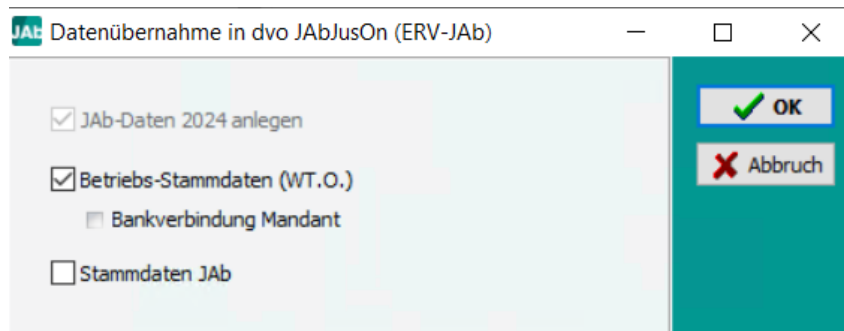 JAb Datenübernahme in dvo JAbJusOn (ERV-JAb)
JAb-Daten 2024 anlegen
OK
Betriebs-Stammdaten (WT.O.)
Abbruch
Bankverbindung Mandant
Stammdaten JAb